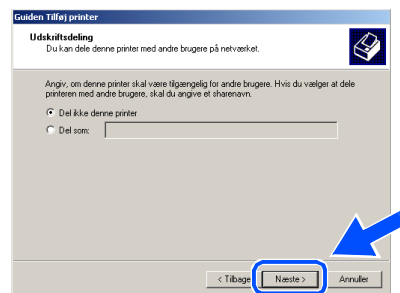 Guiden Tilføj printer
Udskriftsdeling
Du kan dele denne printer med andre brugere på netværket.
Angiv, om denne printer skal være tilgængelig for andre brugere. Hvis du vælger at dele
printeren med andre brugere, skal du angive et sharenavn.
Del ikke denne printer
Del som:
< Tilbage Næste > Annuller